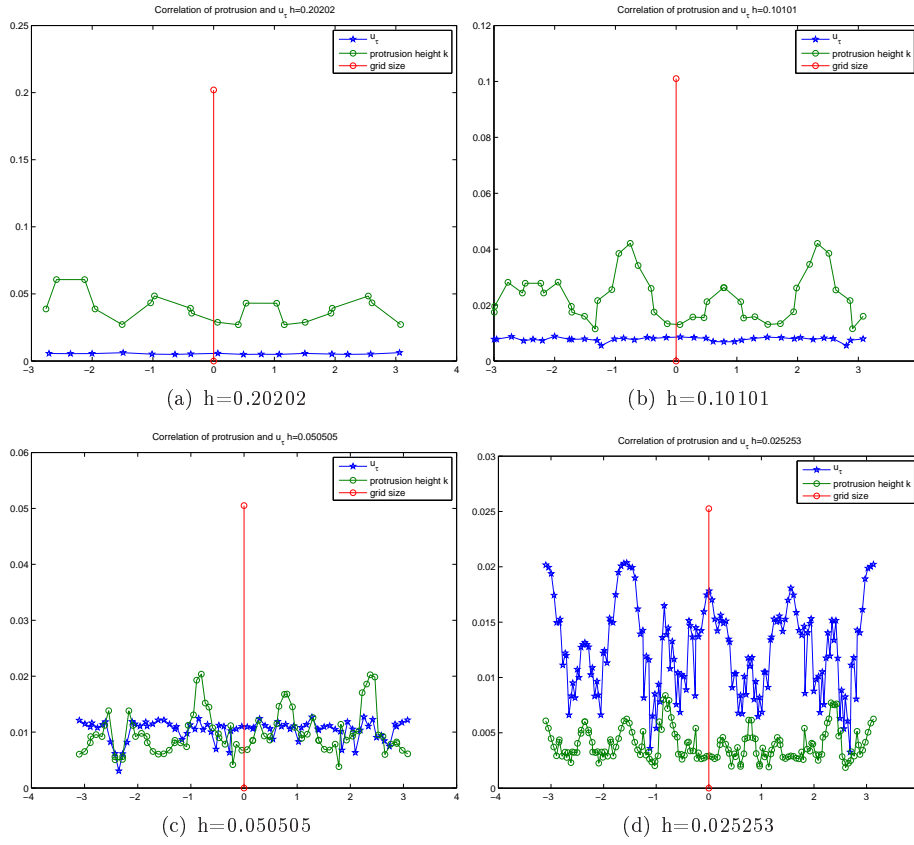 Correlation of protrusion and u_τ h=0.20202
0.25
0.2
0.15
0.1
0.05
0
−3 −2 −1 0 1 2 3 4
u_τ
protrusion height k
grid size
(a) h=0.20202
Correlation of protrusion and u_τ h=0.10101
0.12
0.1
0.08
0.06
0.04
0.02
0
−3 −2 −1 0 1 2 3
u_τ
protrusion height k
grid size
(b) h=0.10101
Correlation of protrusion and u_τ h=0.050505
0.06
0.05
0.04
0.03
0.02
0.01
0
−4 −3 −2 −1 0 1 2 3 4
u_τ
protrusion height k
grid size
(c) h=0.050505
Correlation of protrusion and u_τ h=0.025253
0.03
0.025
0.02
0.015
0.01
0.005
0
−4 −3 −2 −1 0 1 2 3 4
u_τ
protrusion height k
grid size
(d) h=0.025253